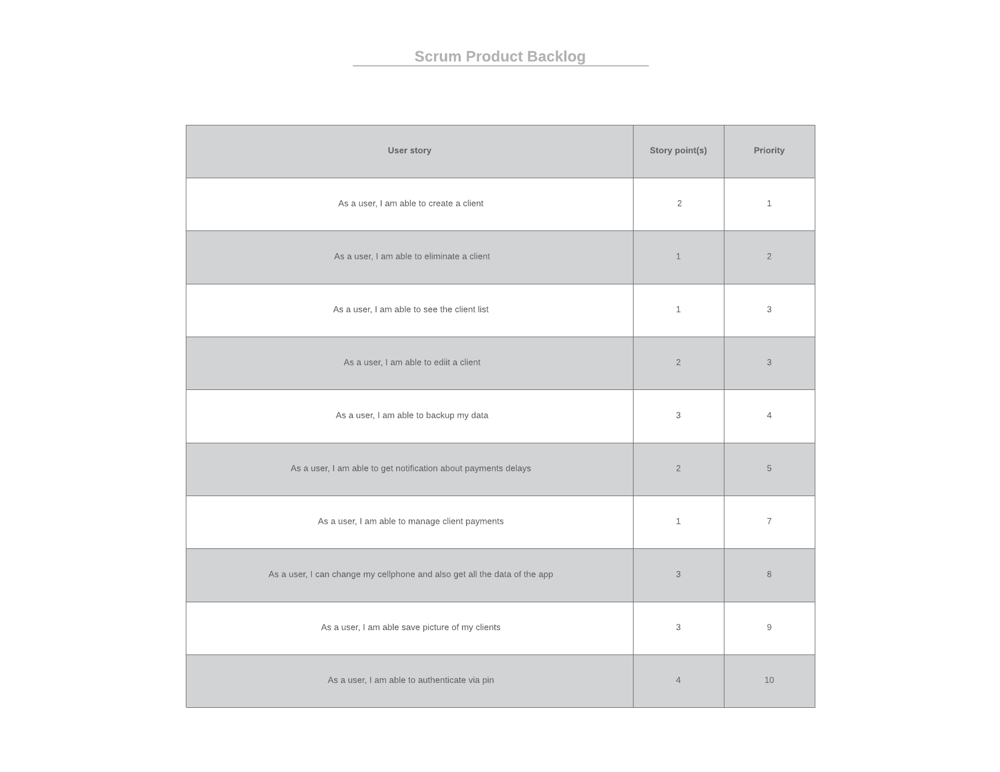 Scrum Product Backlog
User story Story point(s) Priority
As a user, I am able to create a client 2 1
As a user, I am able to eliminate a client 1 2
As a user, I am able to see the client list 1 3
As a user, I am able to ediit a client 2 3
As a user, I am able to backup my data 3 4
As a user, I am able to get notification about payments delays 2 5
As a user, I am able to manage client payments 1 7
As a user, I can change my cellphone and also get all the data of the app 3 8
As a user, I am able save picture of my clients 3 9
As a user, I am able to authenticate via pin 4 10